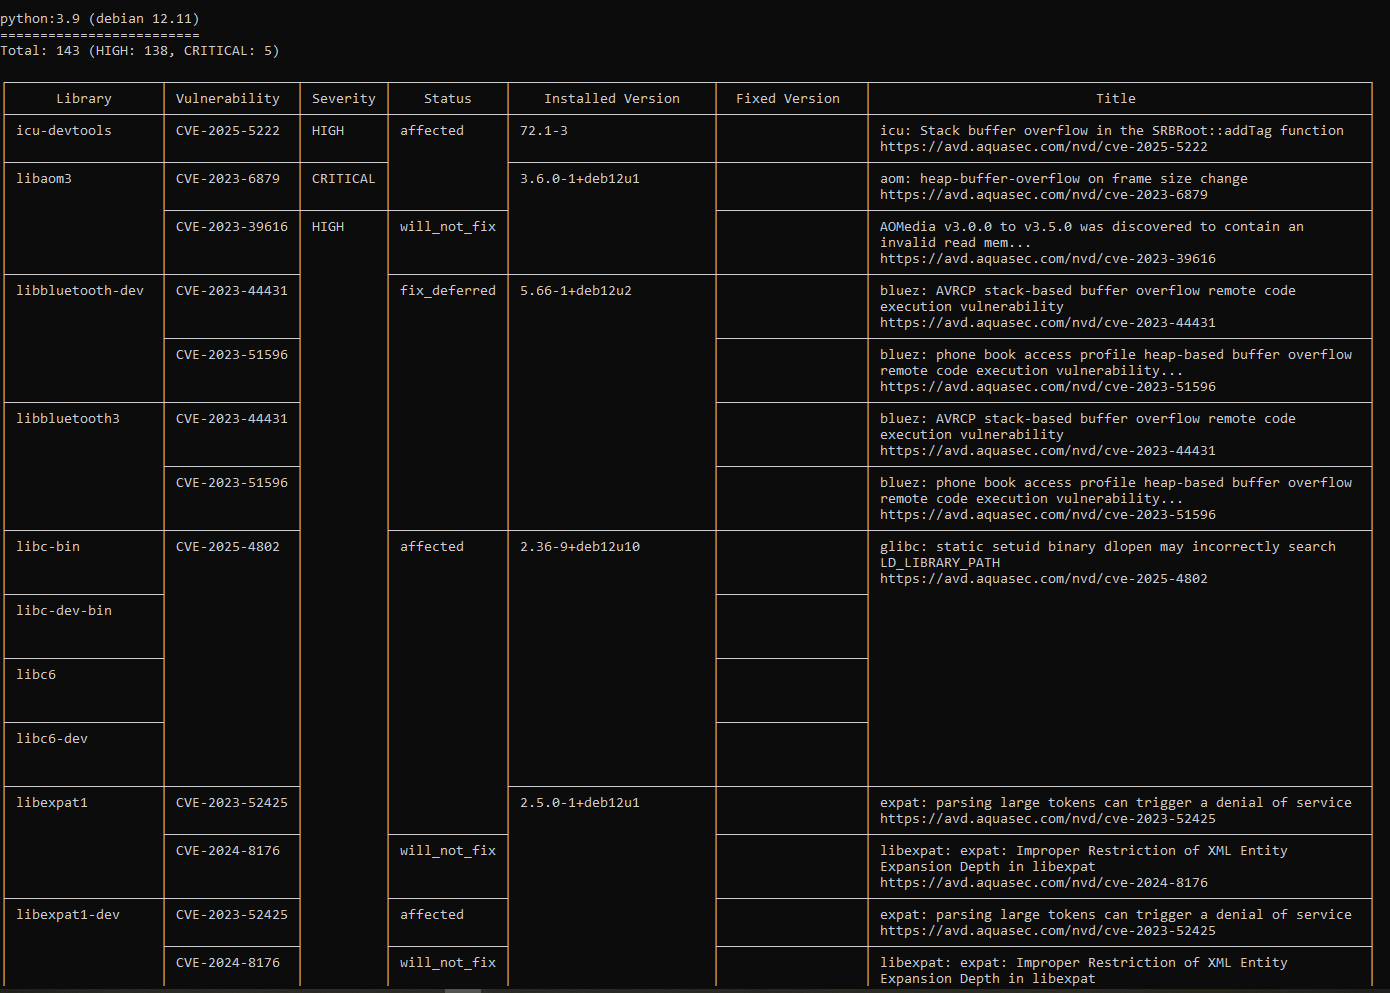 python:3.9 (debian 12.11)
=========================
Total: 143 (HIGH: 138, CRITICAL: 5)
Library Vulnerability Severity Status Installed Version Fixed Version Title
icu-devtools CVE-2025-5222 HIGH affected 72.1-3 icu: Stack buffer overflow in the SRBRoot::addTag function
https://avd.aquasec.com/nvd/cve-2025-5222
libaom3 CVE-2023-6879 CRITICAL 3.6.0-1+deb12u1 aom: heap-buffer-overflow on frame size change
https://avd.aquasec.com/nvd/cve-2023-6879
CVE-2023-39616 HIGH will_not_fix AOMedia v3.0.0 to v3.5.0 was discovered to contain an
invalid read mem...
https://avd.aquasec.com/nvd/cve-2023-39616
libbluetooth-dev CVE-2023-44431 fix_deferred 5.66-1+deb12u2 bluez: AVRCP stack-based buffer overflow remote code
execution vulnerability
https://avd.aquasec.com/nvd/cve-2023-44431
CVE-2023-51596 bluez: phone book access profile heap-based buffer overflow
remote code execution vulnerability...
https://avd.aquasec.com/nvd/cve-2023-51596
libbluetooth3 CVE-2023-44431 bluez: AVRCP stack-based buffer overflow remote code
execution vulnerability
https://avd.aquasec.com/nvd/cve-2023-44431
CVE-2023-51596 bluez: phone book access profile heap-based buffer overflow
remote code execution vulnerability...
https://avd.aquasec.com/nvd/cve-2023-51596
libc-bin CVE-2025-4802 affected 2.36-9+deb12u10 glibc: static setuid binary dlopen may incorrectly search
LD_LIBRARY_PATH
https://avd.aquasec.com/nvd/cve-2025-4802
libc-dev-bin
libc6
libc6-dev
libexpat1 CVE-2023-52425 2.5.0-1+deb12u1 expat: parsing large tokens can trigger a denial of service
https://avd.aquasec.com/nvd/cve-2023-52425
CVE-2024-8176 will_not_fix libexpat: expat: Improper Restriction of XML Entity
Expansion Depth in libexpat
https://avd.aquasec.com/nvd/cve-2024-8176
libexpat1-dev CVE-2023-52425 affected expat: parsing large tokens can trigger a denial of service
https://avd.aquasec.com/nvd/cve-2023-52425
CVE-2024-8176 will_not_fix libexpat: expat: Improper Restriction of XML Entity
Expansion Depth in libexpat